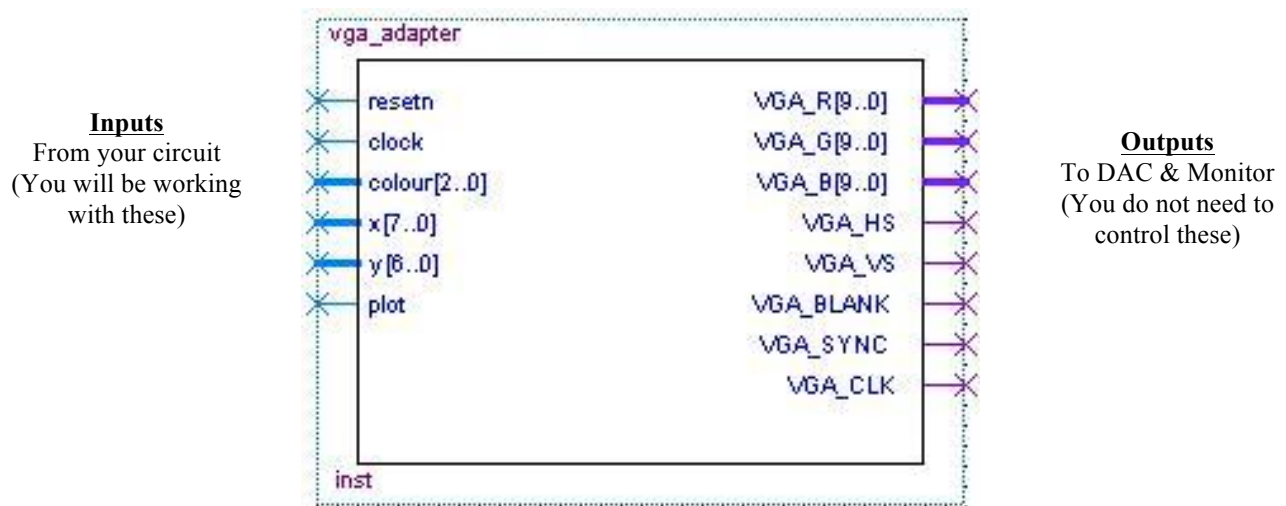 vga_adapter
Inputs
From your circuit
(You will be working
with these)
resetn
clock
colour[2..0]
x[7..0]
y[6..0]
plot
VGA_R[9..0]
VGA_G[9..0]
VGA_B[9..0]
VGA_HS
VGA_VS
VGA_BLANK
VGA_SYNC
VGA_CLK
inst
Outputs
To DAC & Monitor
(You do not need to
control these)